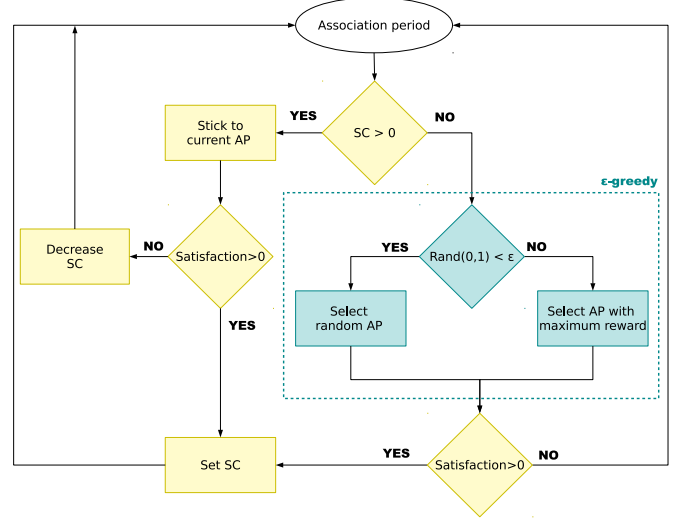 Association period
YES
NO
SC > 0
Stick to
current AP
ε-greedy
Decrease
SC
NO
Satisfaction>0
YES
Rand(0,1) < ε
NO
YES
Select
random AP
Select AP with
maximum reward
Set SC
YES
Satisfaction>0
NO